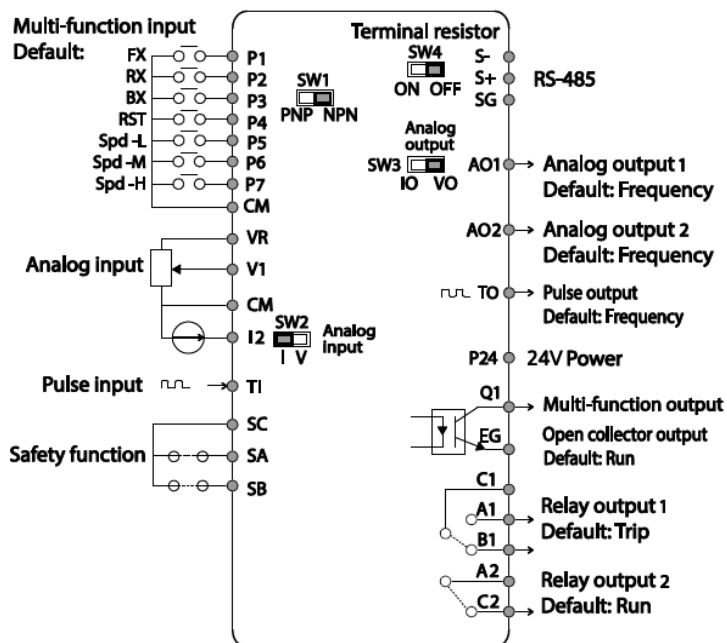 Multi-function input
Default:
FX
P1
RX
P2
BX
P3
RST
P4
Spd -L
P5
Spd -M
P6
Spd -H
P7
CM
SW1
PNP NPN
VR
Analog input
V1
CM
I2
SW2
I V
Analog
input
Pulse input
TI
SC
Safety function
SA
SB
Terminal resistor
SW4
ON OFF
S-
S+
SG
RS-485
Analog
output
SW3
IO VO
AO1
Analog output 1
Default: Frequency
AO2
Analog output 2
Default: Frequency
TO
Pulse output
Default: Frequency
P24
24V Power
Q1
Multi-function output
EG
Open collector output
Default: Run
C1
A1
Relay output 1
Default: Trip
B1
A2
Relay output 2
Default: Run
C2